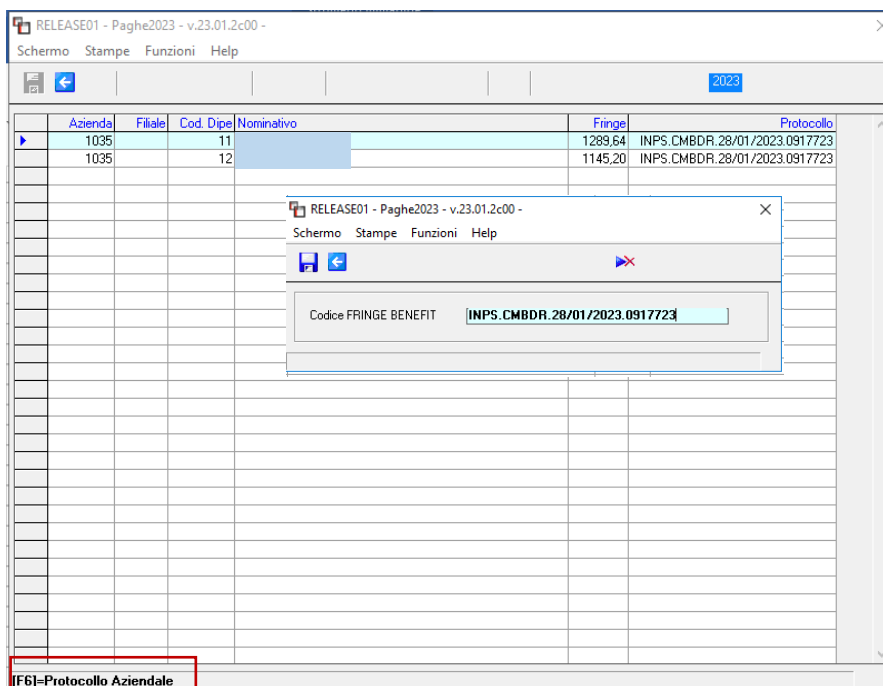 RELEASE01 - Paghe2023 - v.23.01.2c00 -
Schermo Stampe Funzioni Help
2023
Azienda Filiale Cod. Dipe Nominativo Fringe Protocollo
1035 11 1289,64 INPS.CMBDR.28/01/2023.0917723
1035 12 1145,20 INPS.CMBDR.28/01/2023.0917723
RELEASE01 - Paghe2023 - v.23.01.2c00 -
Schermo Stampe Funzioni Help
Codice FRINGE BENEFIT INPS.CMBDR.28/01/2023.0917723
[F6]=Protocollo Aziendale